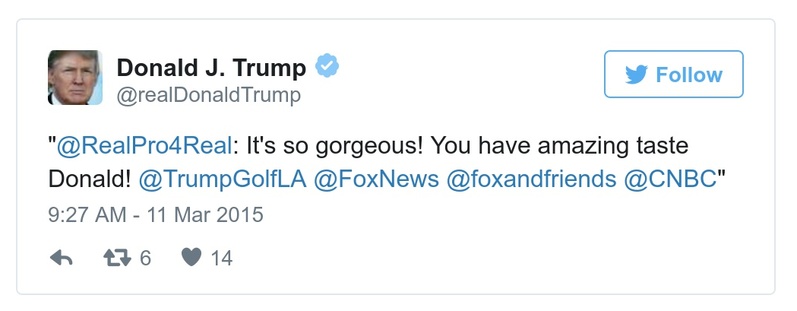 Donald J. Trump
@realDonaldTrump
Follow
"@RealPro4Real: It's so gorgeous! You have amazing taste
Donald! @TrumpGolfLA @FoxNews @foxandfriends @CNBC"
9:27 AM - 11 Mar 2015
6 14